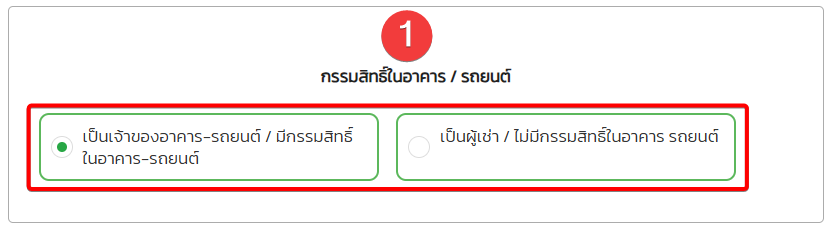 1
กรรมสิทธิ์ในอาคาร / รถยนต์
เป็นเจ้าของอาคาร-รถยนต์ / มีกรรมสิทธิ์
ในอาคาร-รถยนต์
เป็นผู้เช่า / ไม่มีกรรมสิทธิ์ในอาคาร รถยนต์